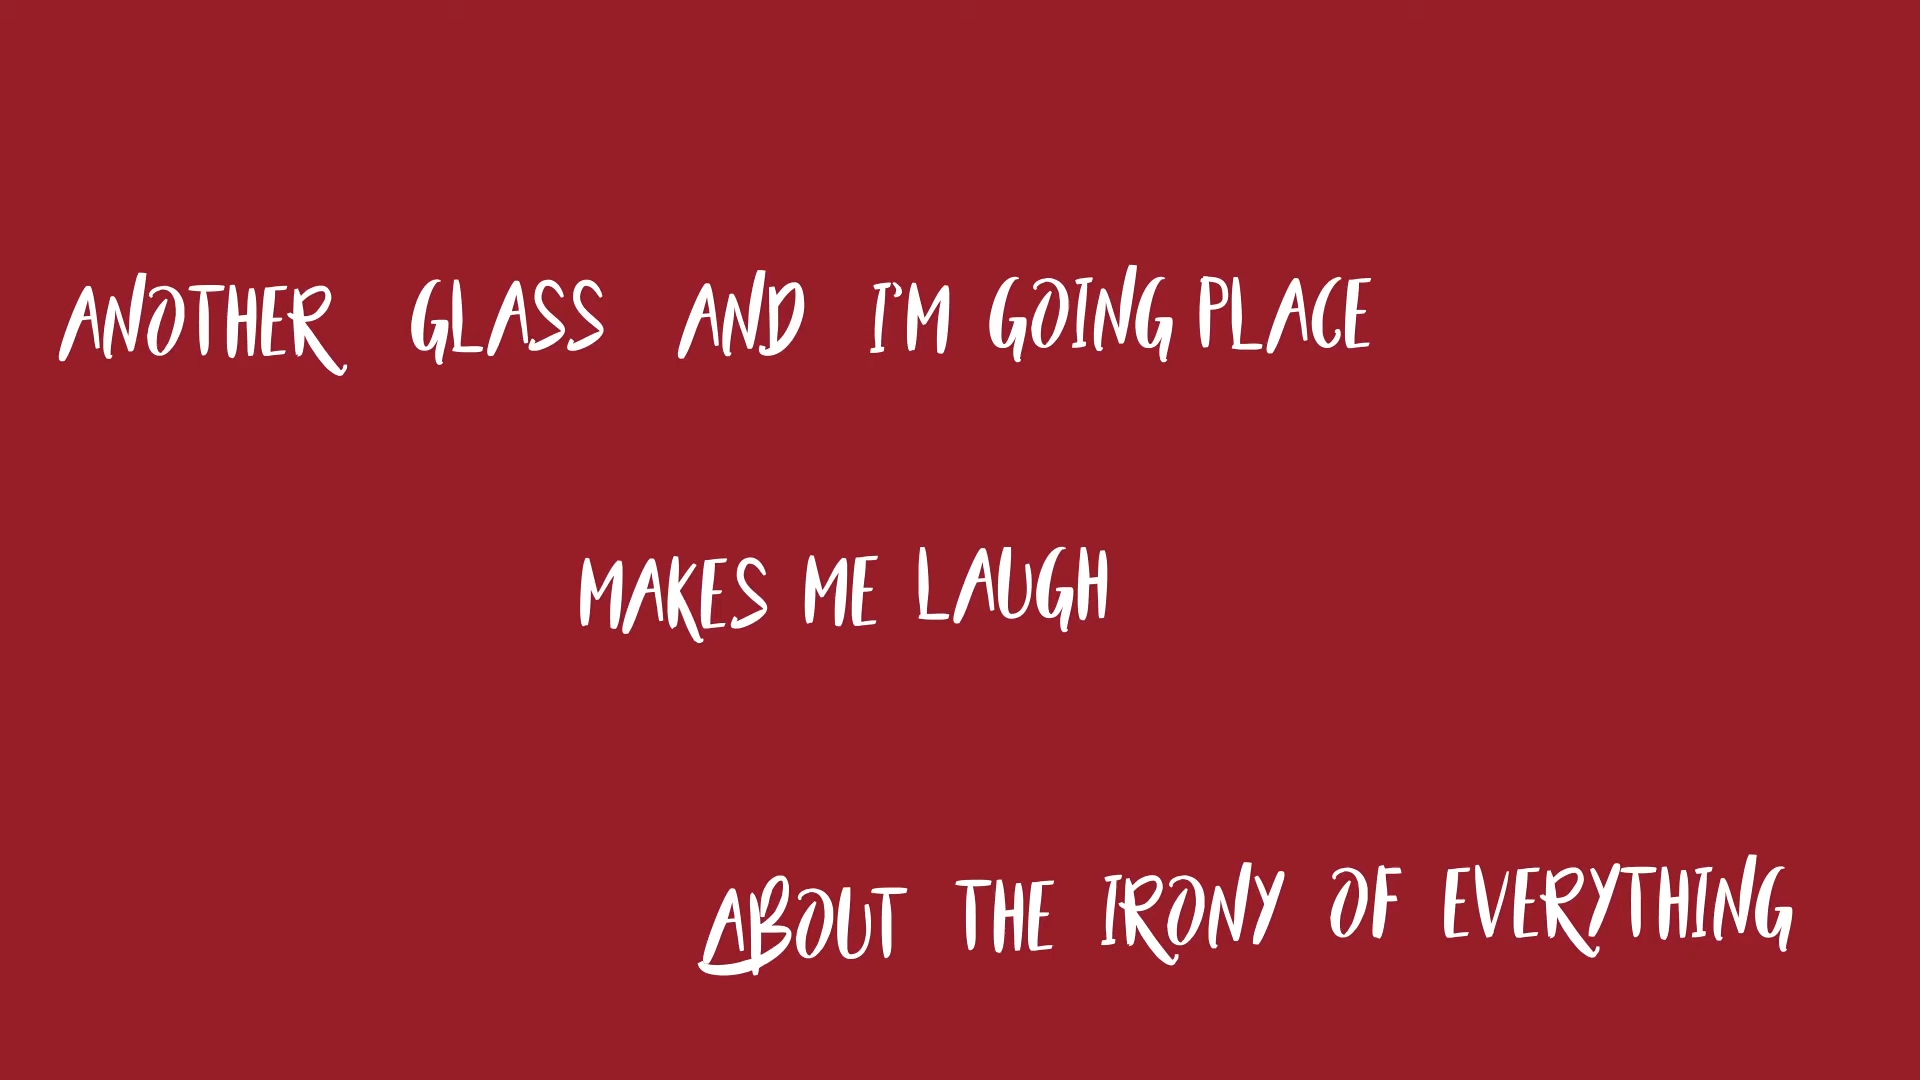 ANOTHER GLASS AND I'M GOING PLACE
MAKES ME LAUGH
ABOUT THE IRONY OF EVERYTHING